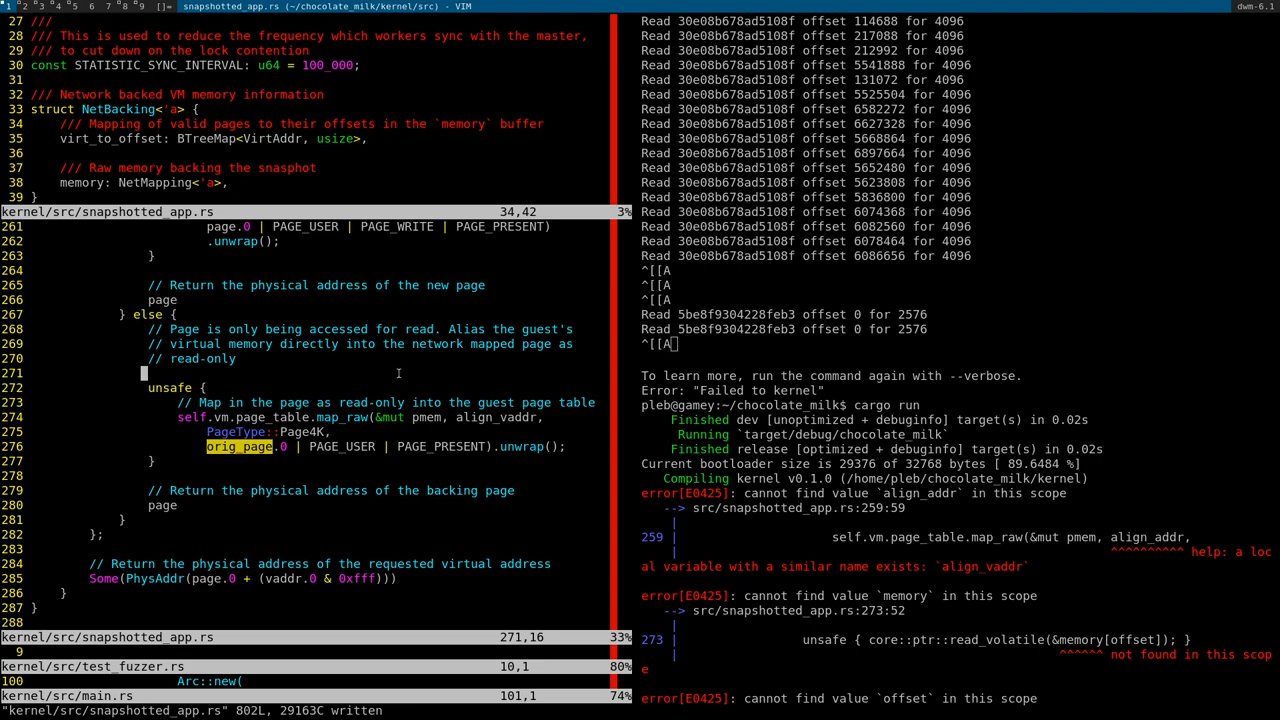 1 2 3 4 5 6 7 8 9 []= snapshotted_app.rs (~/chocolate_milk/kernel/src) - VIM dwm-6.1
27 ///
28 /// This is used to reduce the frequency which workers sync with the master,
29 /// to cut down on the lock contention
30 const STATISTIC_SYNC_INTERVAL: u64 = 100_000;
31
32 /// Network backed VM memory information
33 struct NetBacking<'a> {
34     /// Mapping of valid pages to their offsets in the `memory` buffer
35     virt_to_offset: BTreeMap<VirtAddr, usize>,
36
37     /// Raw memory backing the snasphot
38     memory: NetMapping<'a>,
39 }
kernel/src/snapshotted_app.rs 34,42 3%
261                         page.0 | PAGE_USER | PAGE_WRITE | PAGE_PRESENT)
262                         .unwrap();
263                 }
264
265                 // Return the physical address of the new page
266                 page
267             } else {
268                 // Page is only being accessed for read. Alias the guest's
269                 // virtual memory directly into the network mapped page as
270                 // read-only
271
272                 unsafe {
273                     // Map in the page as read-only into the guest page table
274                     self.vm.page_table.map_raw(&mut pmem, align_vaddr,
275                         PageType::Page4K,
276                         orig_page.0 | PAGE_USER | PAGE_PRESENT).unwrap();
277                 }
278
279                 // Return the physical address of the backing page
280                 page
281             }
282         };
283
284         // Return the physical address of the requested virtual address
285         Some(PhysAddr(page.0 + (vaddr.0 & 0xfff)))
286     }
287 }
288
kernel/src/snapshotted_app.rs 271,16 33%
9
kernel/src/test_fuzzer.rs 10,1 80%
100                     Arc::new(
kernel/src/main.rs 101,1 74%
"kernel/src/snapshotted_app.rs" 802L, 29163C written
Read 30e08b678ad5108f offset 114688 for 4096
Read 30e08b678ad5108f offset 217088 for 4096
Read 30e08b678ad5108f offset 212992 for 4096
Read 30e08b678ad5108f offset 5541888 for 4096
Read 30e08b678ad5108f offset 131072 for 4096
Read 30e08b678ad5108f offset 5525504 for 4096
Read 30e08b678ad5108f offset 6582272 for 4096
Read 30e08b678ad5108f offset 6627328 for 4096
Read 30e08b678ad5108f offset 5668864 for 4096
Read 30e08b678ad5108f offset 6897664 for 4096
Read 30e08b678ad5108f offset 5652480 for 4096
Read 30e08b678ad5108f offset 5623808 for 4096
Read 30e08b678ad5108f offset 5836800 for 4096
Read 30e08b678ad5108f offset 6074368 for 4096
Read 30e08b678ad5108f offset 6082560 for 4096
Read 30e08b678ad5108f offset 6078464 for 4096
Read 30e08b678ad5108f offset 6086656 for 4096
^[[A
^[[A
^[[A
Read 5be8f9304228feb3 offset 0 for 2576
Read 5be8f9304228feb3 offset 0 for 2576
^[[A
To learn more, run the command again with --verbose.
Error: "Failed to kernel"
pleb@gamey:~/chocolate_milk$ cargo run
    Finished dev [unoptimized + debuginfo] target(s) in 0.02s
     Running `target/debug/chocolate_milk`
    Finished release [optimized + debuginfo] target(s) in 0.02s
Current bootloader size is 29376 of 32768 bytes [ 89.6484 %]
   Compiling kernel v0.1.0 (/home/pleb/chocolate_milk/kernel)
error[E0425]: cannot find value `align_addr` in this scope
   --> src/snapshotted_app.rs:259:59
    |
259 |                     self.vm.page_table.map_raw(&mut pmem, align_addr,
    |                                                           ^^^^^^^^^^ help: a loc
al variable with a similar name exists: `align_vaddr`
error[E0425]: cannot find value `memory` in this scope
   --> src/snapshotted_app.rs:273:52
    |
273 |                 unsafe { core::ptr::read_volatile(&memory[offset]); }
    |                                                    ^^^^^^ not found in this scop
e
error[E0425]: cannot find value `offset` in this scope